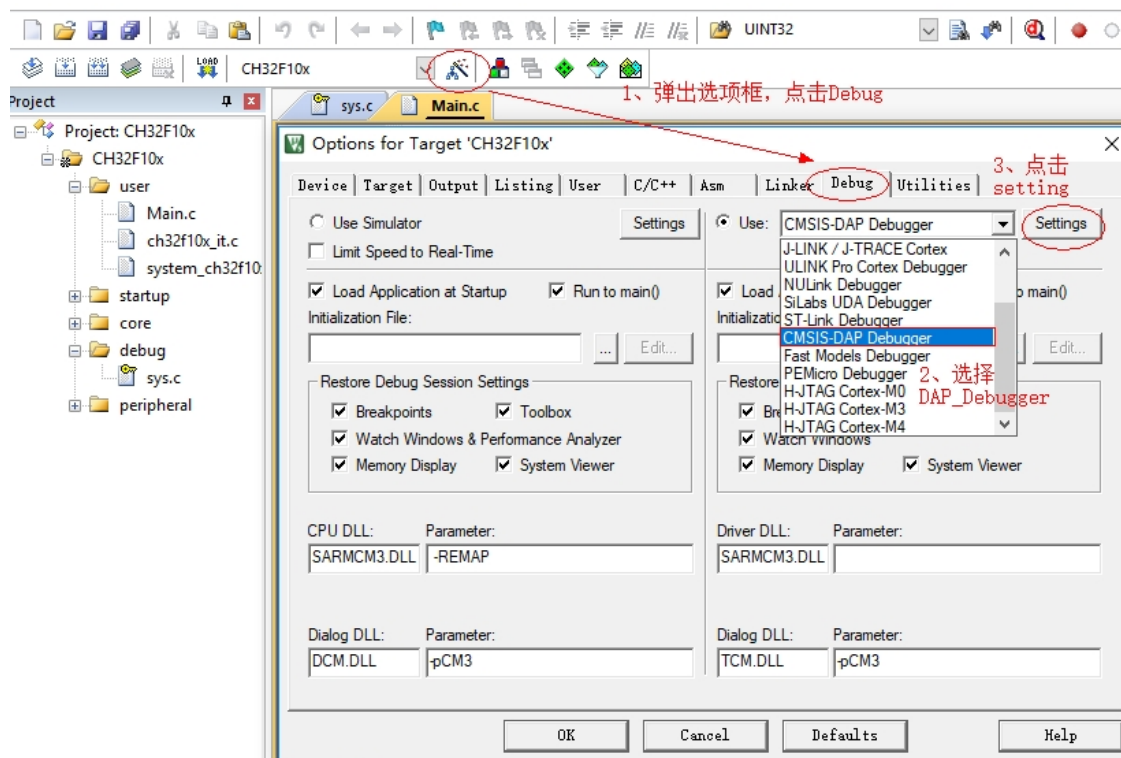 UINT32
LOAD
CH32F10x
1、弹出选项框，点击Debug
Project
sys.c
Main.c
Project: CH32F10x
CH32F10x
user
Main.c
ch32f10x_it.c
system_ch32f10
startup
core
debug
sys.c
peripheral
Options for Target 'CH32F10x'
3、点击
setting
Device
Target
Output
Listing
User
C/C++
Asm
Linker
Debug
Utilities
Use Simulator
Settings
Use:
CMSIS-DAP Debugger
Settings
Limit Speed to Real-Time
J-LINK / J-TRACE Cortex
ULINK Pro Cortex Debugger
NULink Debugger
SiLabs UDA Debugger
ST-Link Debugger
CMSIS-DAP Debugger
Fast Models Debugger
PEMicro Debugger
H-JTAG Cortex-M0
H-JTAG Cortex-M3
H-JTAG Cortex-M4
2、选择
DAP_Debugger
Load Application at Startup
Run to main()
Load
o main()
Initialization File:
Initializatio
...
Edit...
Edit...
Restore Debug Session Settings
Restore
Breakpoints
Toolbox
Bre
Watch Windows & Performance Analyzer
Watch Windows
Memory Display
System Viewer
Memory Display
System Viewer
CPU DLL:
Parameter:
Driver DLL:
Parameter:
SARMCM3.DLL
-REMAP
SARMCM3.DLL
Dialog DLL:
Parameter:
Dialog DLL:
Parameter:
DCM.DLL
-pCM3
TCM.DLL
-pCM3
OK
Cancel
Defaults
Help